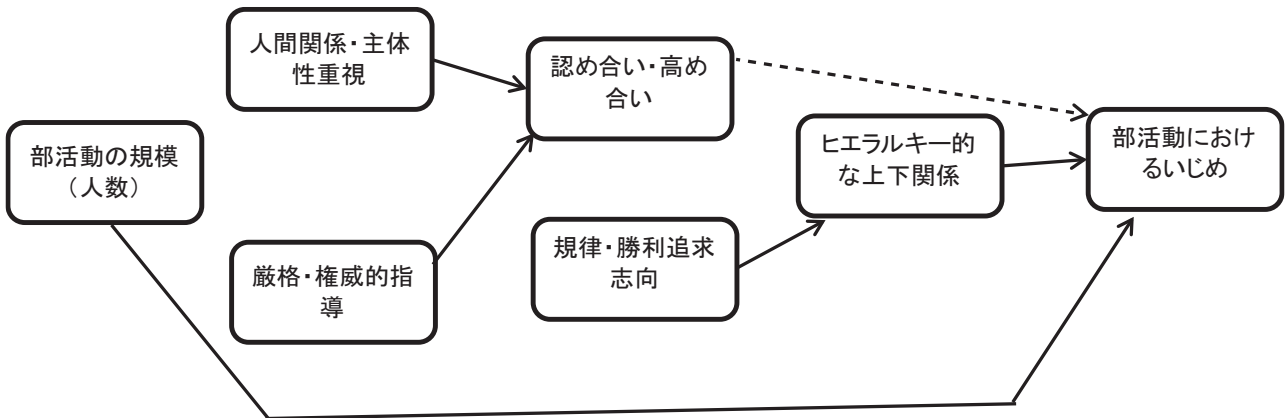 人間関係・主体
性重視
認め合い・高め
合い
部活動の規模
(人数)
ヒエラルキー的
な上下関係
部活動におけ
るいじめ
厳格・権威的指
導
規律・勝利追求
志向